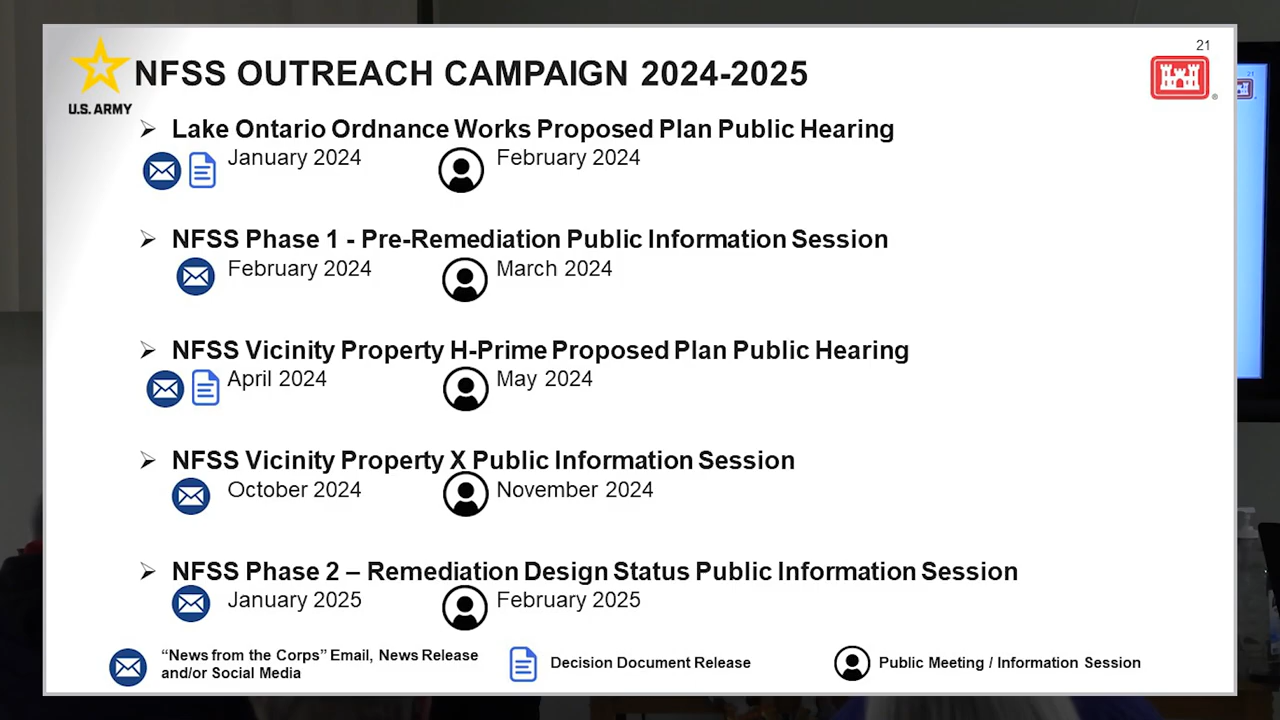 21
NFSS OUTREACH CAMPAIGN 2024-2025
U.S. ARMY
®
Lake Ontario Ordnance Works Proposed Plan Public Hearing
January 2024
February 2024
NFSS Phase 1 - Pre-Remediation Public Information Session
February 2024
March 2024
NFSS Vicinity Property H-Prime Proposed Plan Public Hearing
April 2024
May 2024
NFSS Vicinity Property X Public Information Session
October 2024
November 2024
NFSS Phase 2 – Remediation Design Status Public Information Session
January 2025
February 2025
“News from the Corps” Email, News Release
and/or Social Media
Decision Document Release
Public Meeting / Information Session
21